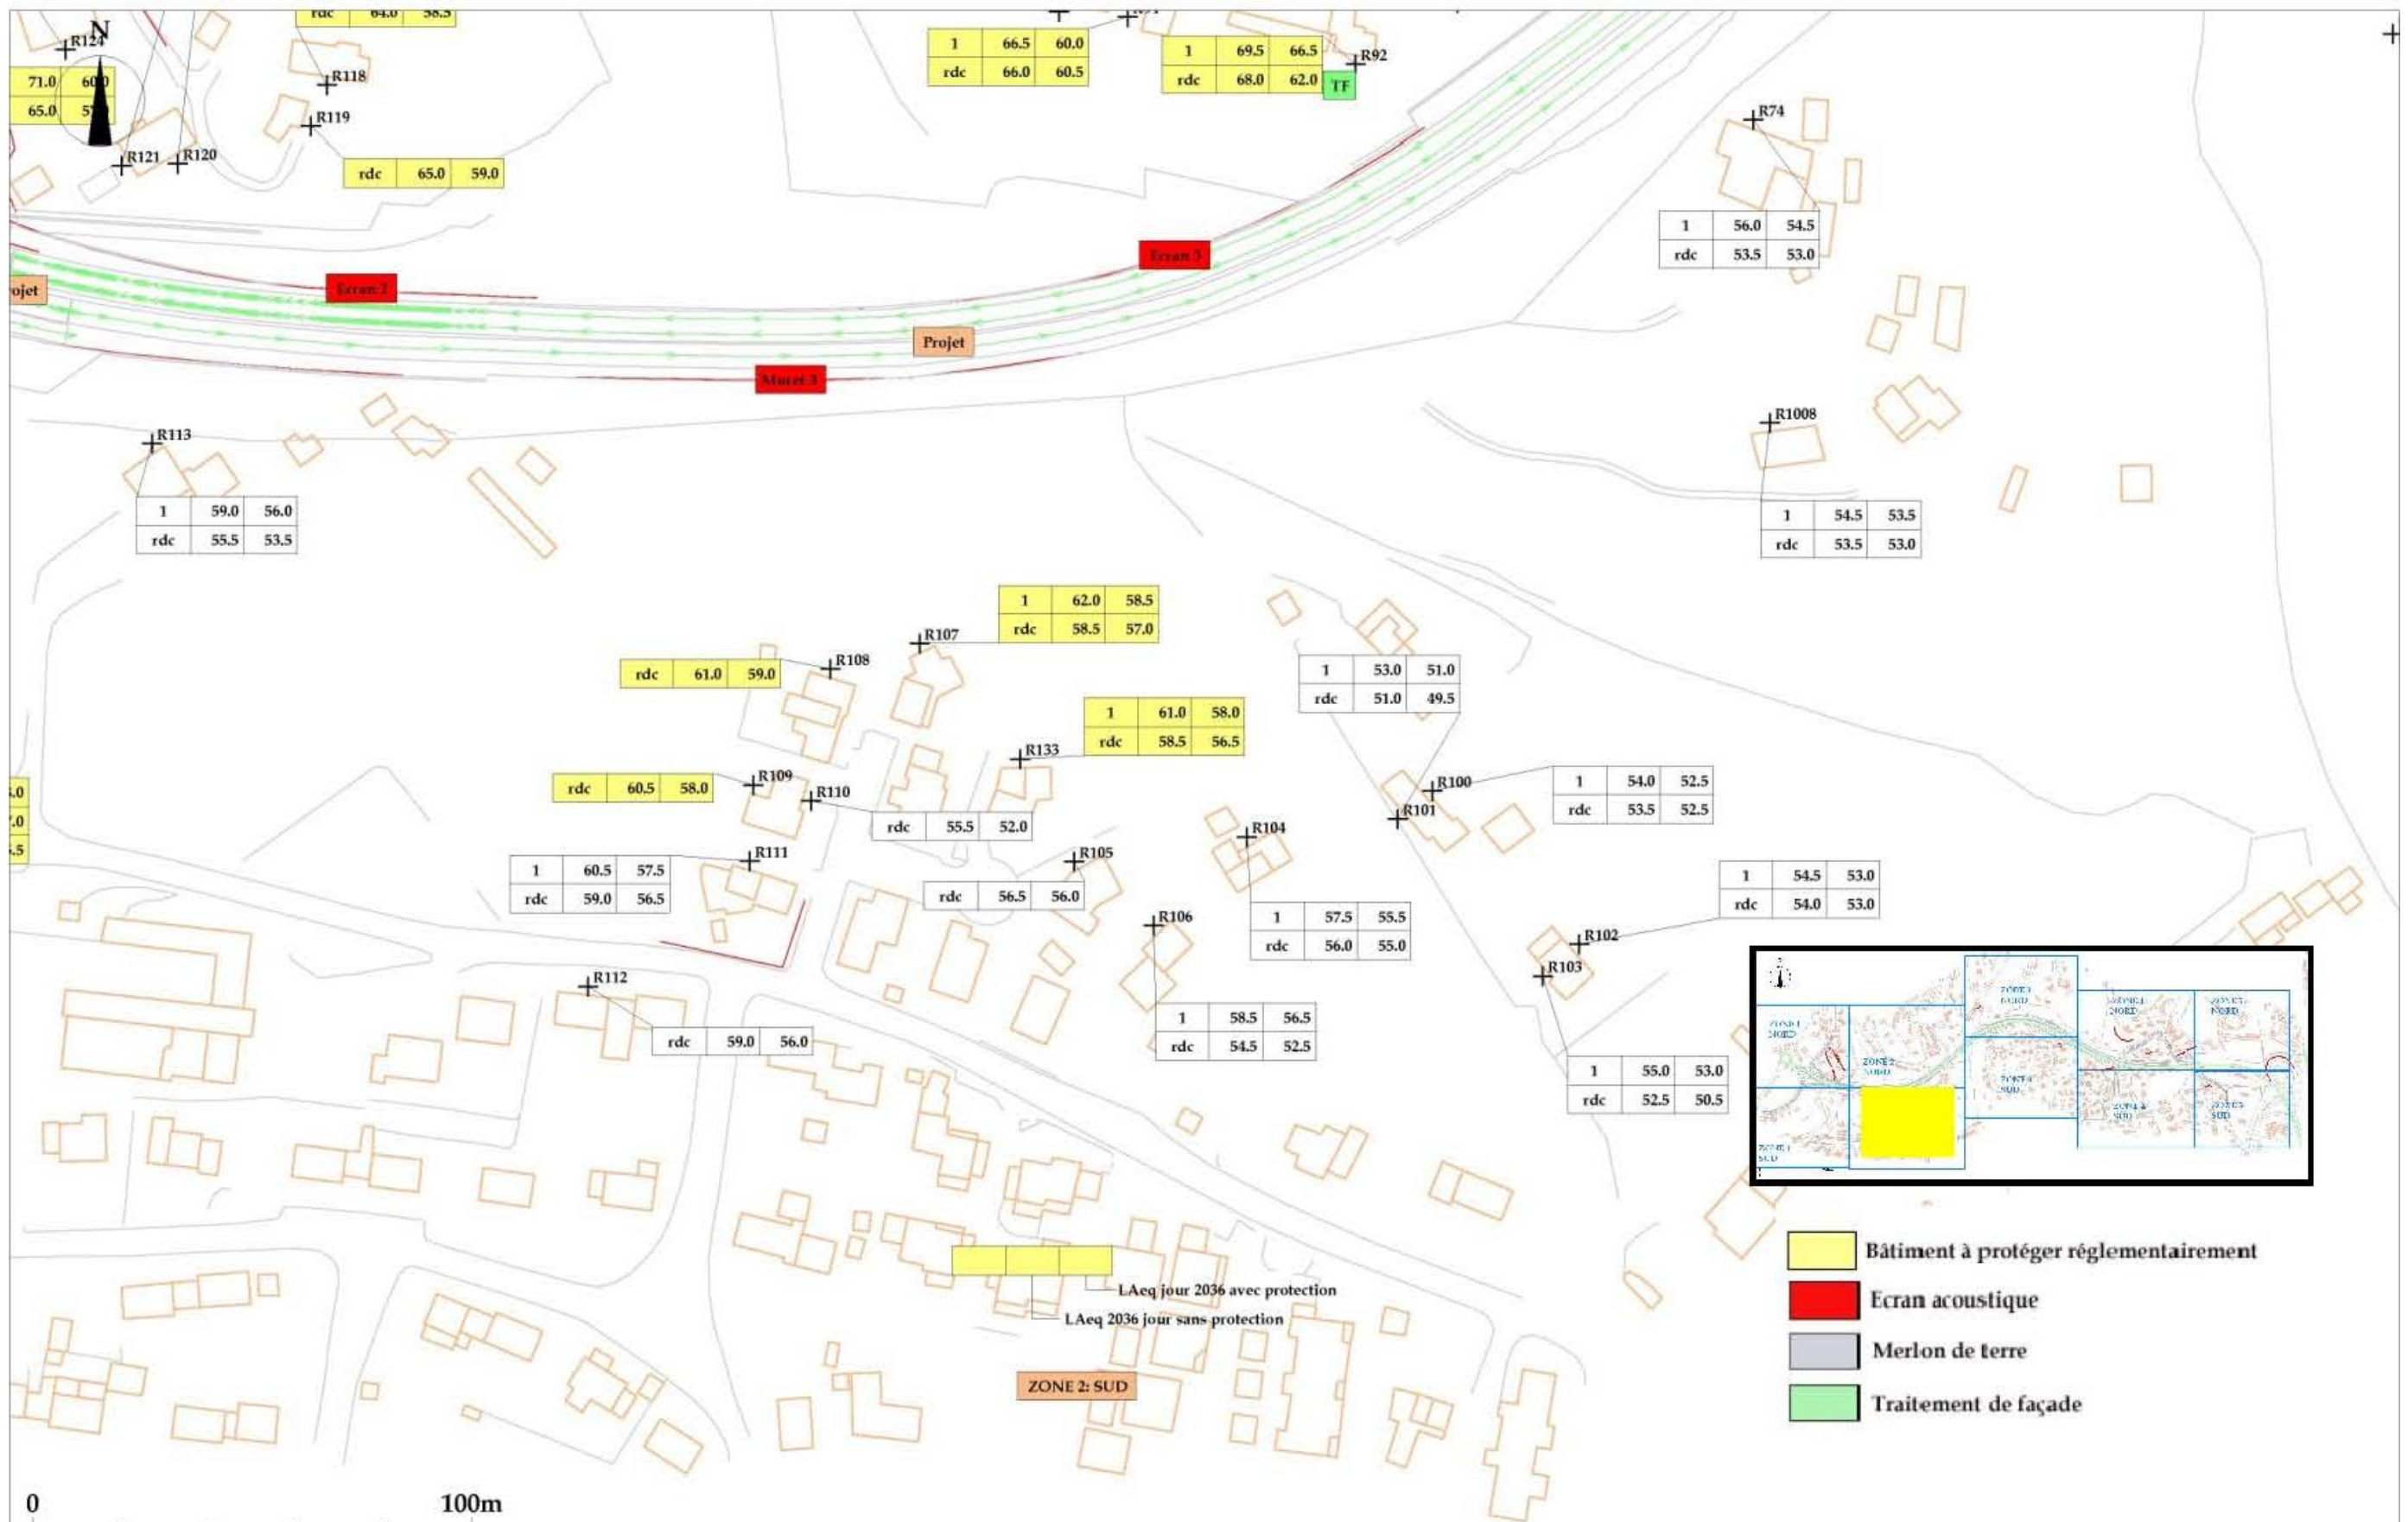 N
R124
rdc 64.0 58.5
R118
71.0
65.0
R119
R121
R120
rdc 65.0 59.0
1 66.5 60.0
rdc 66.0 60.5
1 69.5 66.5
rdc 68.0 62.0
TF
R92
R74
1 56.0 54.5
rdc 53.5 53.0
Ecran 2
Ecran 3
ojet
Projet
Muret 3
R113
1 59.0 56.0
rdc 55.5 53.5
R1008
1 54.5 53.5
rdc 53.5 53.0
1 62.0 58.5
rdc 58.5 57.0
R107
R108
rdc 61.0 59.0
1 53.0 51.0
rdc 51.0 49.5
1 61.0 58.0
rdc 58.5 56.5
R133
R109
rdc 60.5 58.0
R110
rdc 55.5 52.0
R100
R101
1 54.0 52.5
rdc 53.5 52.5
R104
R111
1 60.5 57.5
rdc 59.0 56.5
R105
rdc 56.5 56.0
1 57.5 55.5
rdc 56.0 55.0
1 54.5 53.0
rdc 54.0 53.0
R106
R102
R103
R112
rdc 59.0 56.0
1 58.5 56.5
rdc 54.5 52.5
1 55.0 53.0
rdc 52.5 50.5
ZONE 2
NORD
ZONE 1
SUD
Bâtiment à protéger réglementairement
Ecran acoustique
Merlon de terre
Traitement de façade
LAeq jour 2036 avec protection
LAeq 2036 jour sans protection
ZONE 2: SUD
0
100m